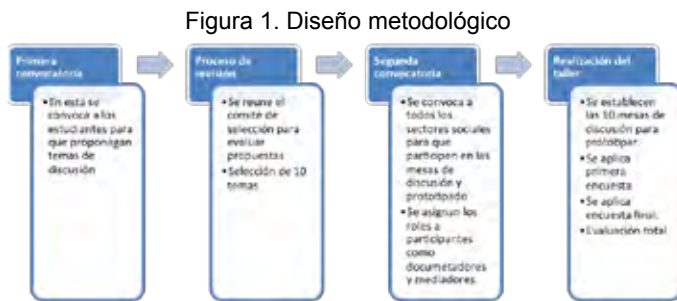 Figura 1. Diseño metodológico
Primera
convocatoria
• En esta se
convoca a los
estudiantes para
que propongan
temas de
discusión
Proceso de
revisión
• Se reune el
comité de
selección para
evaluar
propuestas
• Selección de 10
temas
Segunda
convocatoria
• Se convoca a
todos los
sectores sociales
para que
participen en las
mesas de
discusión y
prototipado
• Se asignan los
roles a
participantes
como
documetadores
y mediadores.
Realización del
taller
• Se establecen
las 10 mesas de
discusión para
prototipar.
• Se aplica
primera
encuesta
• Se aplica
encuesta final.
• Evaluación total